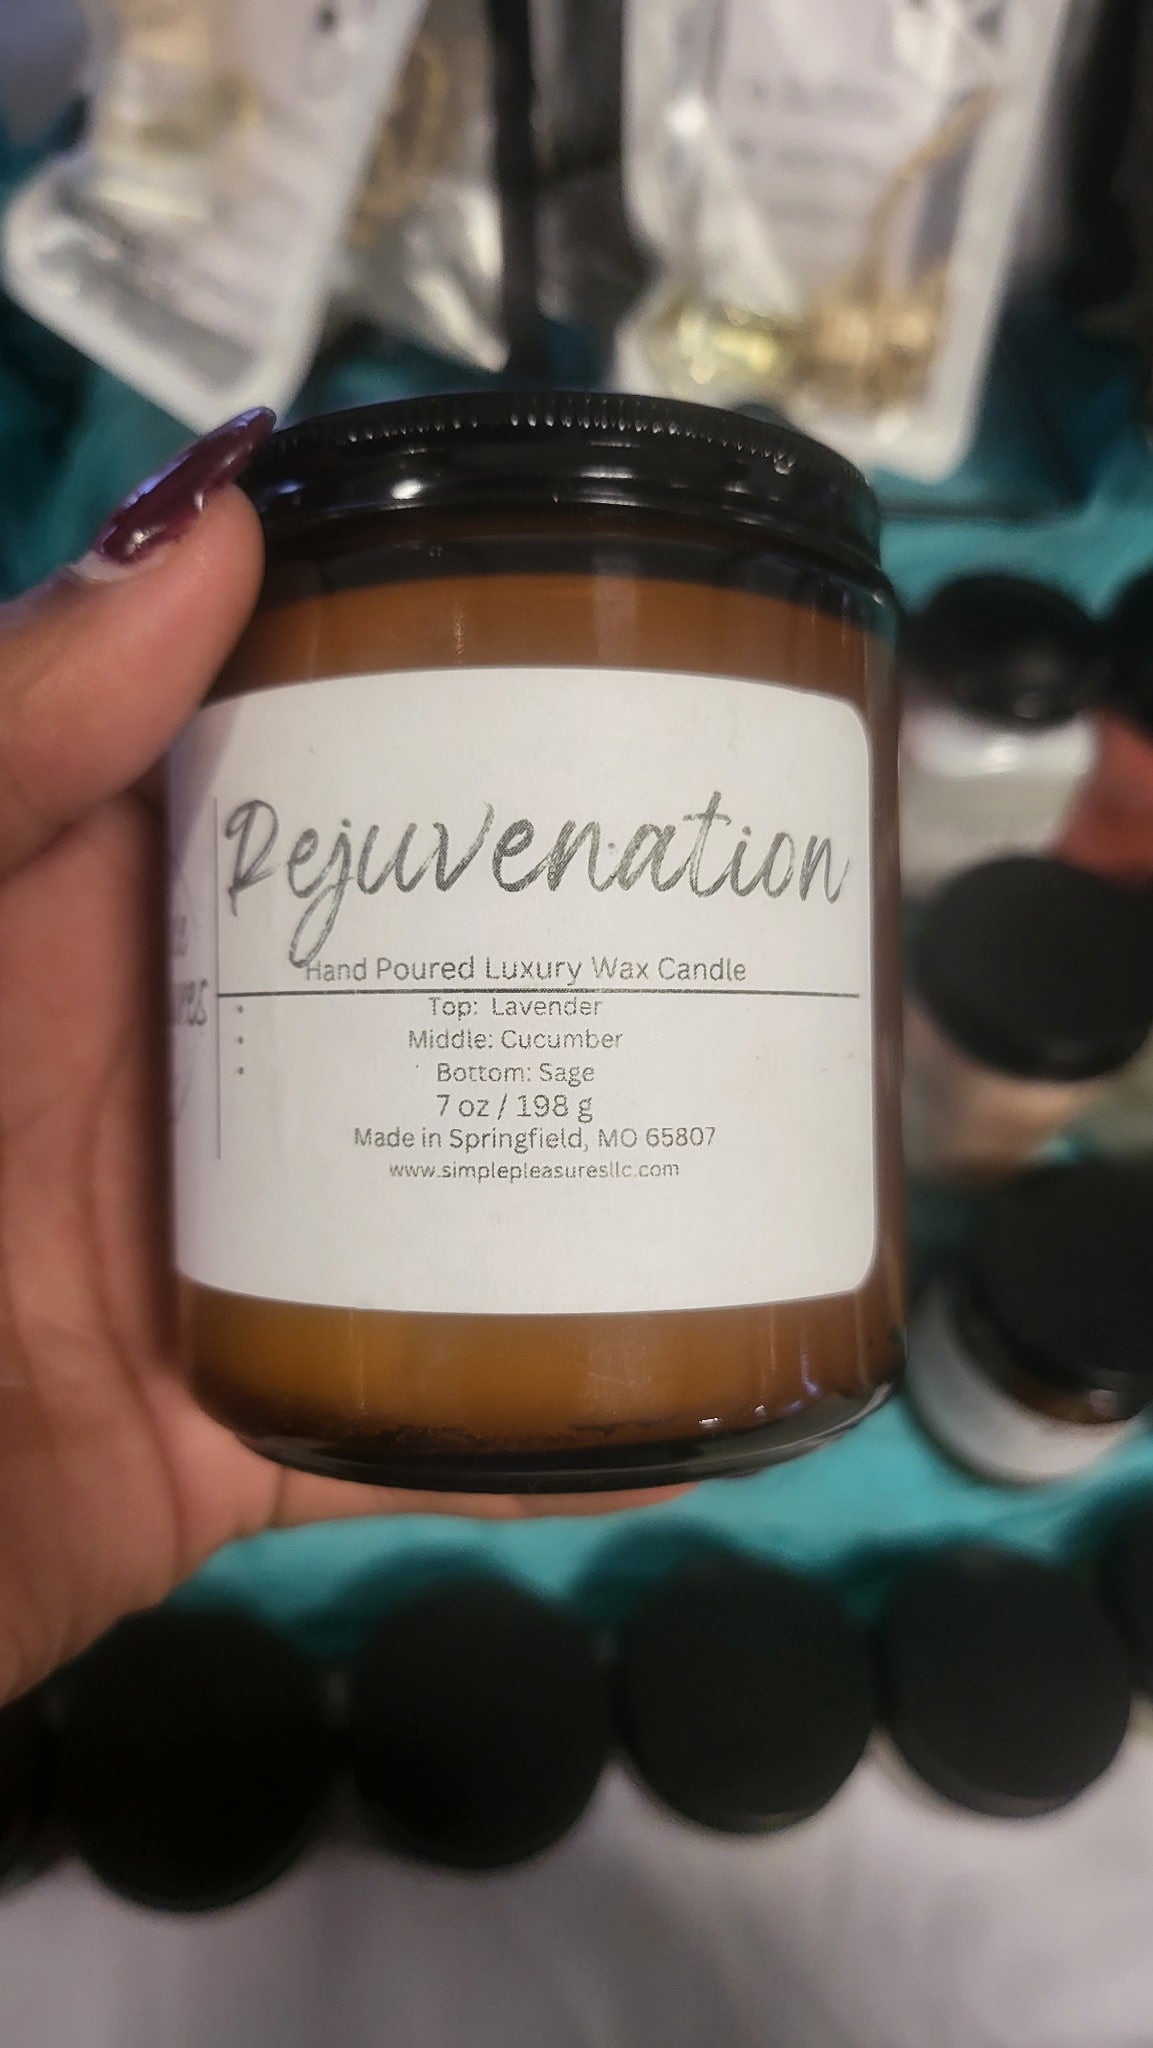 Rejuvenation
Hand Poured Luxury Wax Candle
Top: Lavender
Middle: Cucumber
Bottom: Sage
7 oz / 198 g
Made in Springfield, MO 65807
www.simplepleasuresllc.com